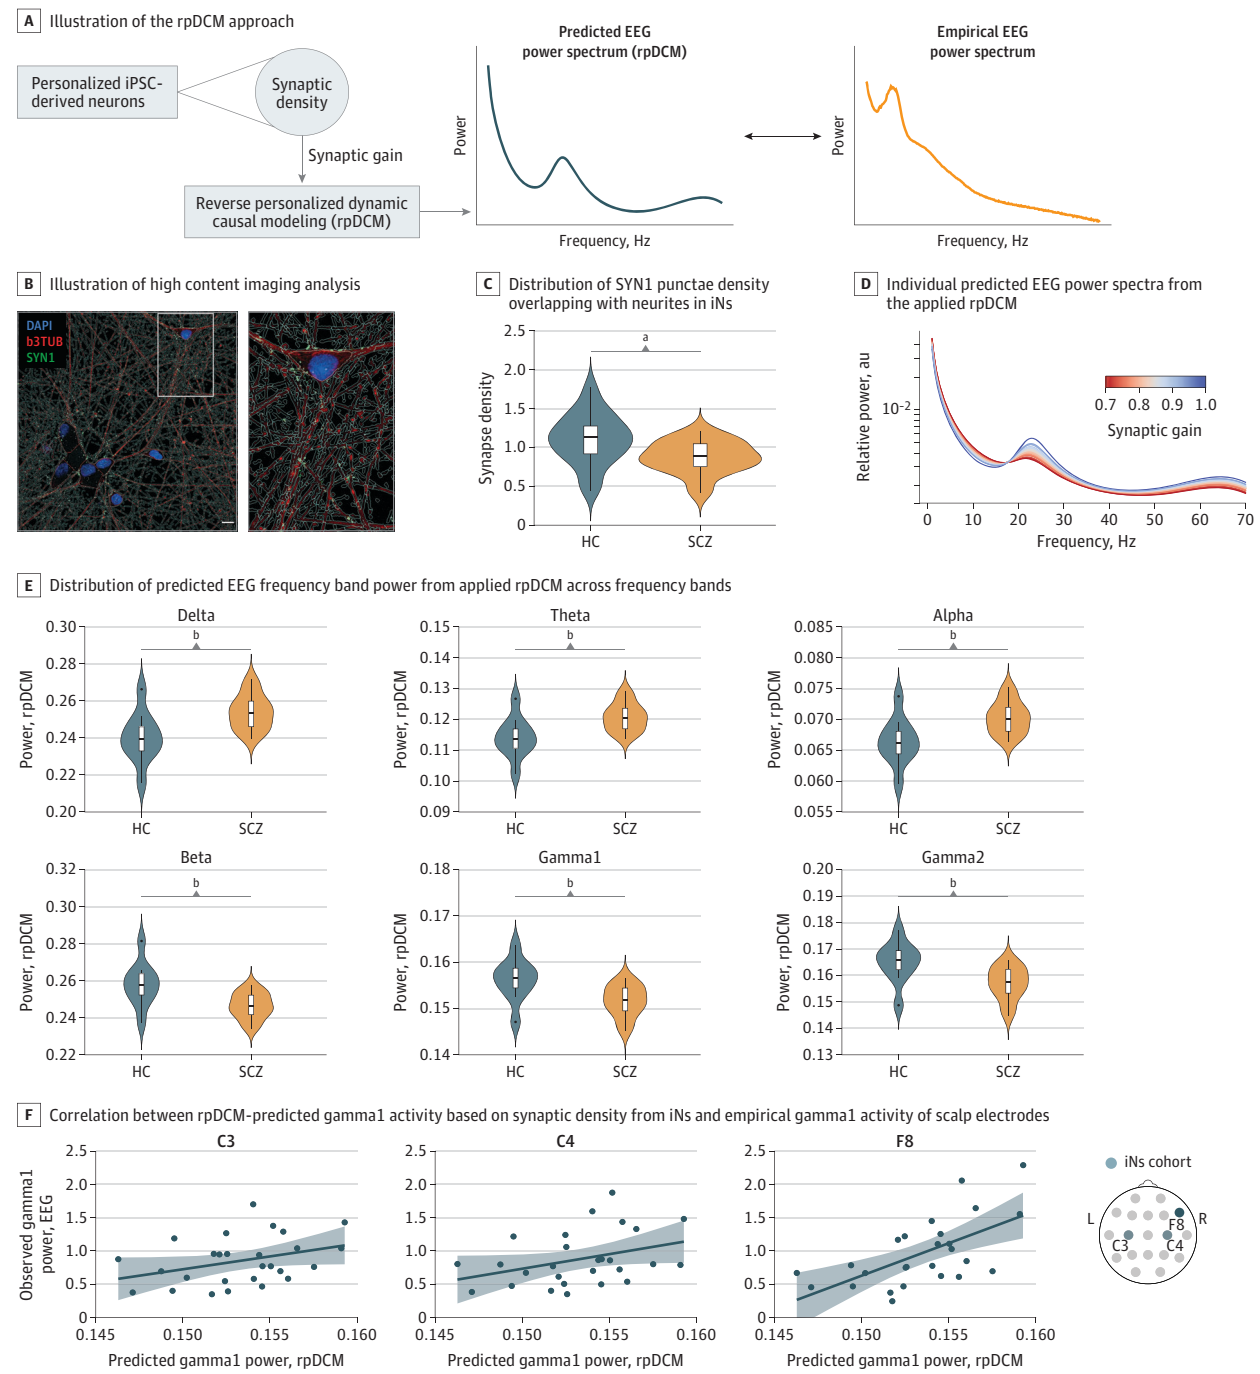 A Illustration of the rpDCM approach
Personalized iPSC-
derived neurons
Synaptic
density
Synaptic gain
Reverse personalized dynamic
causal modeling (rpDCM)
Predicted EEG
power spectrum (rpDCM)
Power
Frequency, Hz
Empirical EEG
power spectrum
Power
Frequency, Hz
B Illustration of high content imaging analysis
DAPI
b3TUB
SYN1
C Distribution of SYN1 punctae density
overlapping with neurites in iNs
Synapse density
2.5
2.0
1.5
1.0
0.5
0
a
HC SCZ
D Individual predicted EEG power spectra from
the applied rpDCM
Relative power, au
10-2
0.7 0.8 0.9 1.0
Synaptic gain
0 10 20 30 40 50 60 70
Frequency, Hz
E Distribution of predicted EEG frequency band power from applied rpDCM across frequency bands
Delta
Power, rpDCM
0.30
0.28
0.26
0.24
0.22
0.20
b
HC SCZ
Theta
Power, rpDCM
0.15
0.14
0.13
0.12
0.11
0.10
0.09
b
HC SCZ
Alpha
Power, rpDCM
0.085
0.080
0.075
0.070
0.065
0.060
0.055
b
HC SCZ
Beta
Power, rpDCM
0.32
0.30
0.28
0.26
0.24
0.22
b
HC SCZ
Gamma1
Power, rpDCM
0.18
0.17
0.16
0.15
0.14
b
HC SCZ
Gamma2
Power, rpDCM
0.20
0.19
0.18
0.17
0.16
0.15
0.14
0.13
b
HC SCZ
F Correlation between rpDCM-predicted gamma1 activity based on synaptic density from iNs and empirical gamma1 activity of scalp electrodes
C3
Observed gamma1
power, EEG
2.5
2.0
1.5
1.0
0.5
0
0.145 0.150 0.155 0.160
Predicted gamma1 power, rpDCM
C4
2.5
2.0
1.5
1.0
0.5
0
0.145 0.150 0.155 0.160
Predicted gamma1 power, rpDCM
F8
2.5
2.0
1.5
1.0
0.5
0
0.145 0.150 0.155 0.160
Predicted gamma1 power, rpDCM
iNs cohort
L R
F8
C3 C4